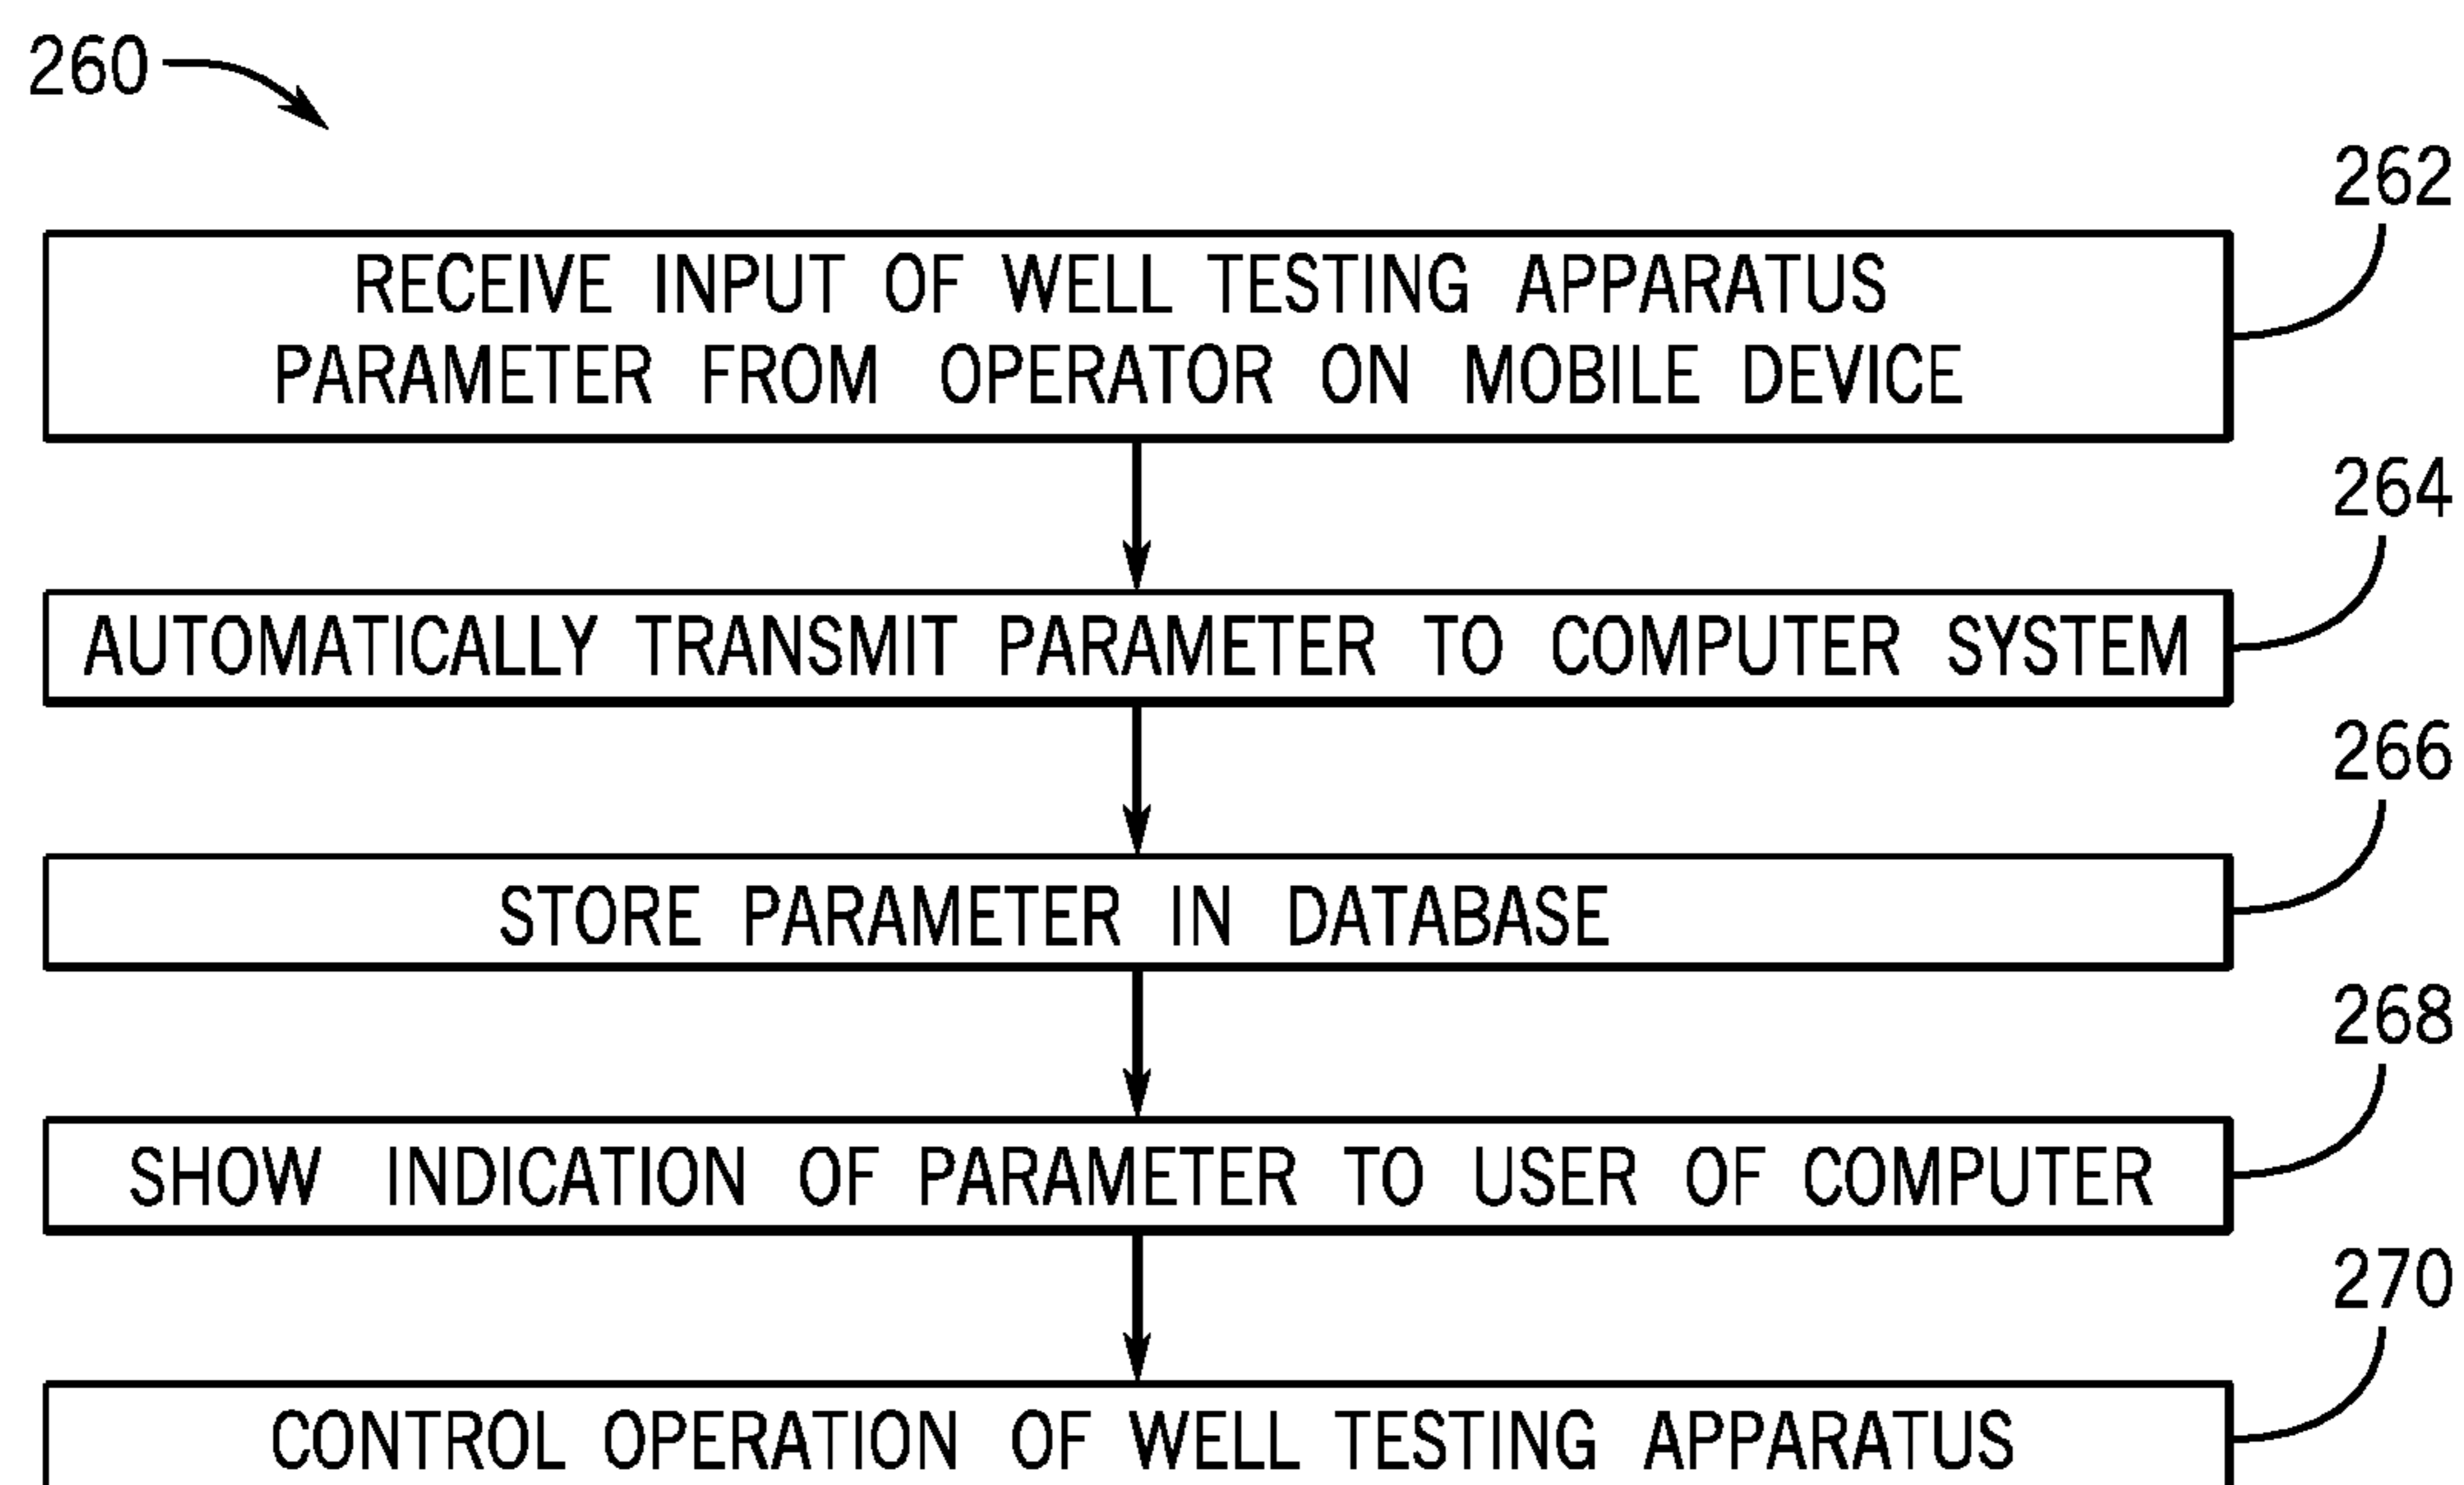 260
262
RECEIVE INPUT OF WELL TESTING APPARATUS
PARAMETER FROM OPERATOR ON MOBILE DEVICE
264
AUTOMATICALLY TRANSMIT PARAMETER TO COMPUTER SYSTEM
266
STORE PARAMETER IN DATABASE
268
SHOW INDICATION OF PARAMETER TO USER OF COMPUTER
270
CONTROL OPERATION OF WELL TESTING APPARATUS